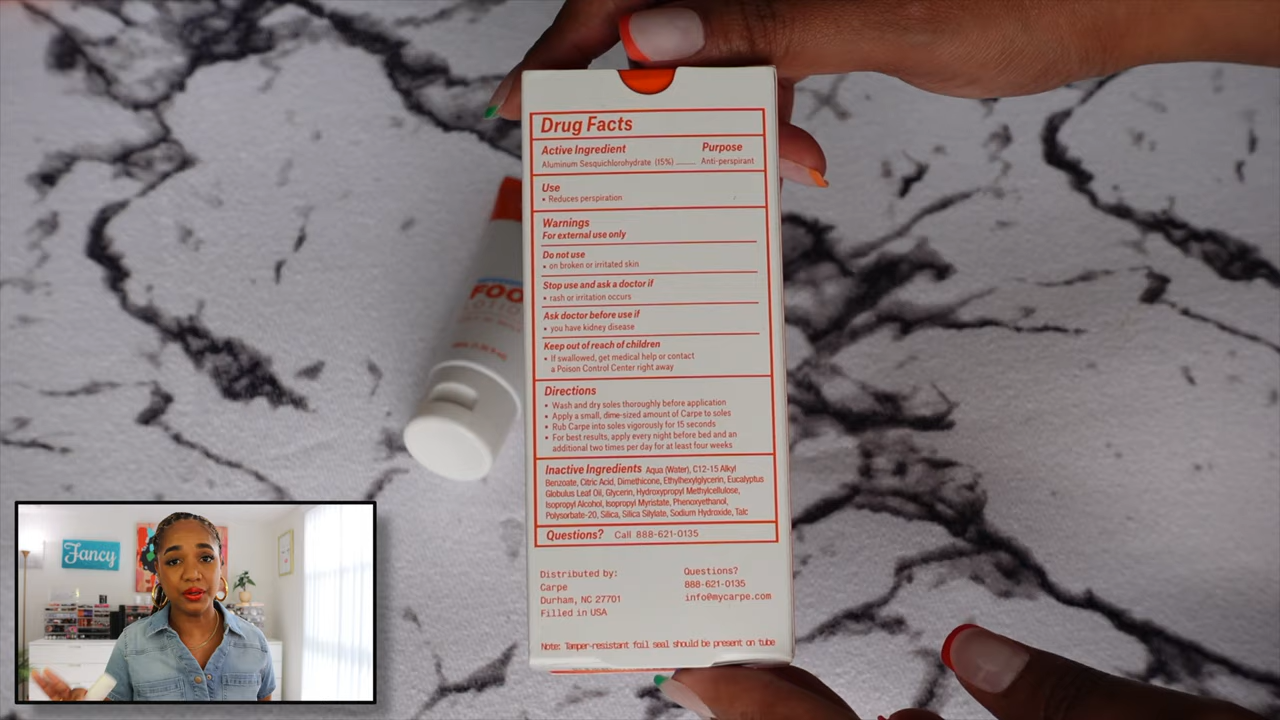 Drug Facts
Active Ingredient Purpose
Aluminum Sesquichlorohydrate (15%) Anti-perspirant
Use
• Reduces perspiration
Warnings
For external use only
Do not use
• on broken or irritated skin
Stop use and ask a doctor if
• rash or irritation occurs
Ask doctor before use if
• you have kidney disease
Keep out of reach of children
• If swallowed, get medical help or contact
a Poison Control Center right away
Directions
• Wash and dry soles thoroughly before application
• Apply a small, dime-sized amount of Carpe to soles
• Rub Carpe into soles vigorously for 15 seconds
• For best results, apply every night before bed and an
additional two times per day for at least four weeks
Inactive Ingredients Aqua (Water), C12-15 Alkyl
Benzoate, Citric Acid, Dimethicone, Ethylhexylglycerin, Eucalyptus
Globulus Leaf Oil, Glycerin, Hydroxypropyl Methylcellulose,
Isopropyl Alcohol, Isopropyl Myristate, Phenoxyethanol,
Polysorbate-20, Silica, Silica Silylate, Sodium Hydroxide, Talc
Questions? Call 888-621-0135
Distributed by:
Carpe
Durham, NC 27701
Filled in USA
Questions?
888-621-0135
info@mycarpe.com
Note: Tamper-resistant foil seal should be present on tube
FOO
LOTIO
Fancy